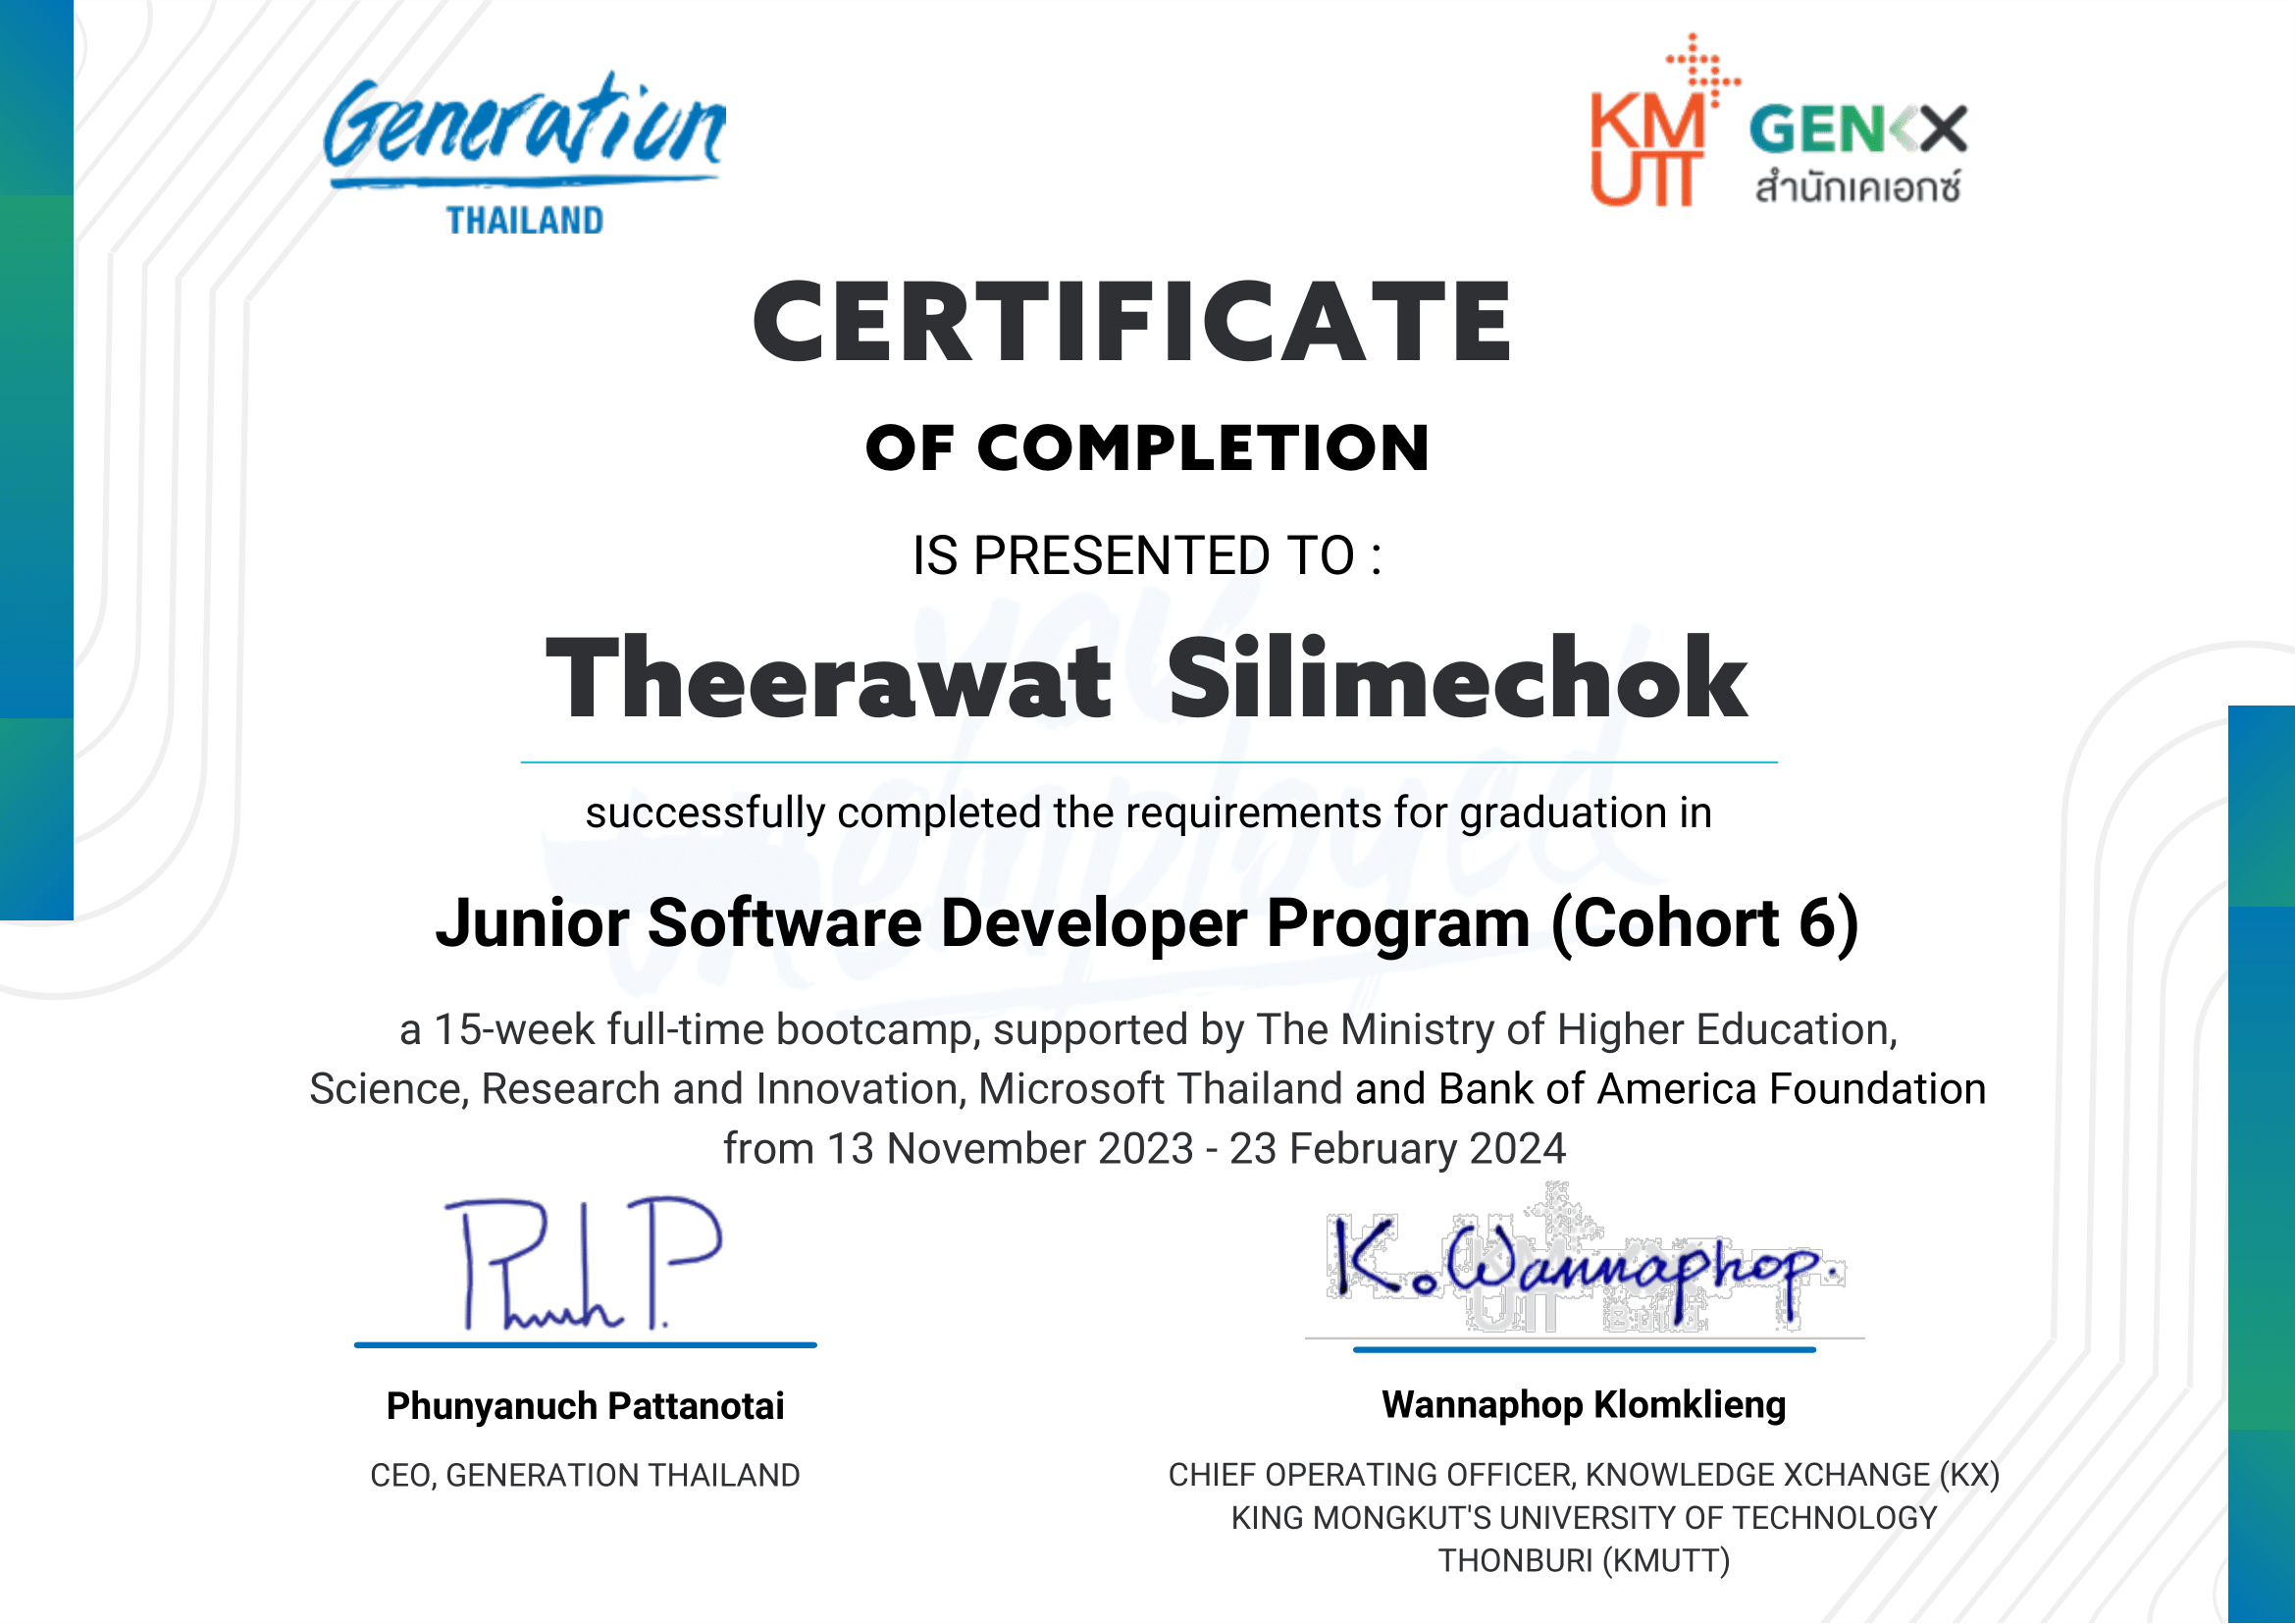 Generation
THAILAND
KM
UTT
GENKX
สำนักเคเอกซ์
CERTIFICATE
OF COMPLETION
IS PRESENTED TO :
Theerawat Silimechok
successfully completed the requirements for graduation in
Junior Software Developer Program (Cohort 6)
a 15-week full-time bootcamp, supported by The Ministry of Higher Education,
Science, Research and Innovation, Microsoft Thailand and Bank of America Foundation
from 13 November 2023 - 23 February 2024
K. Wannaphop.
Phunyanuch Pattanotai
CEO, GENERATION THAILAND
Wannaphop Klomklieng
CHIEF OPERATING OFFICER, KNOWLEDGE XCHANGE (KX)
KING MONGKUT'S UNIVERSITY OF TECHNOLOGY
THONBURI (KMUTT)